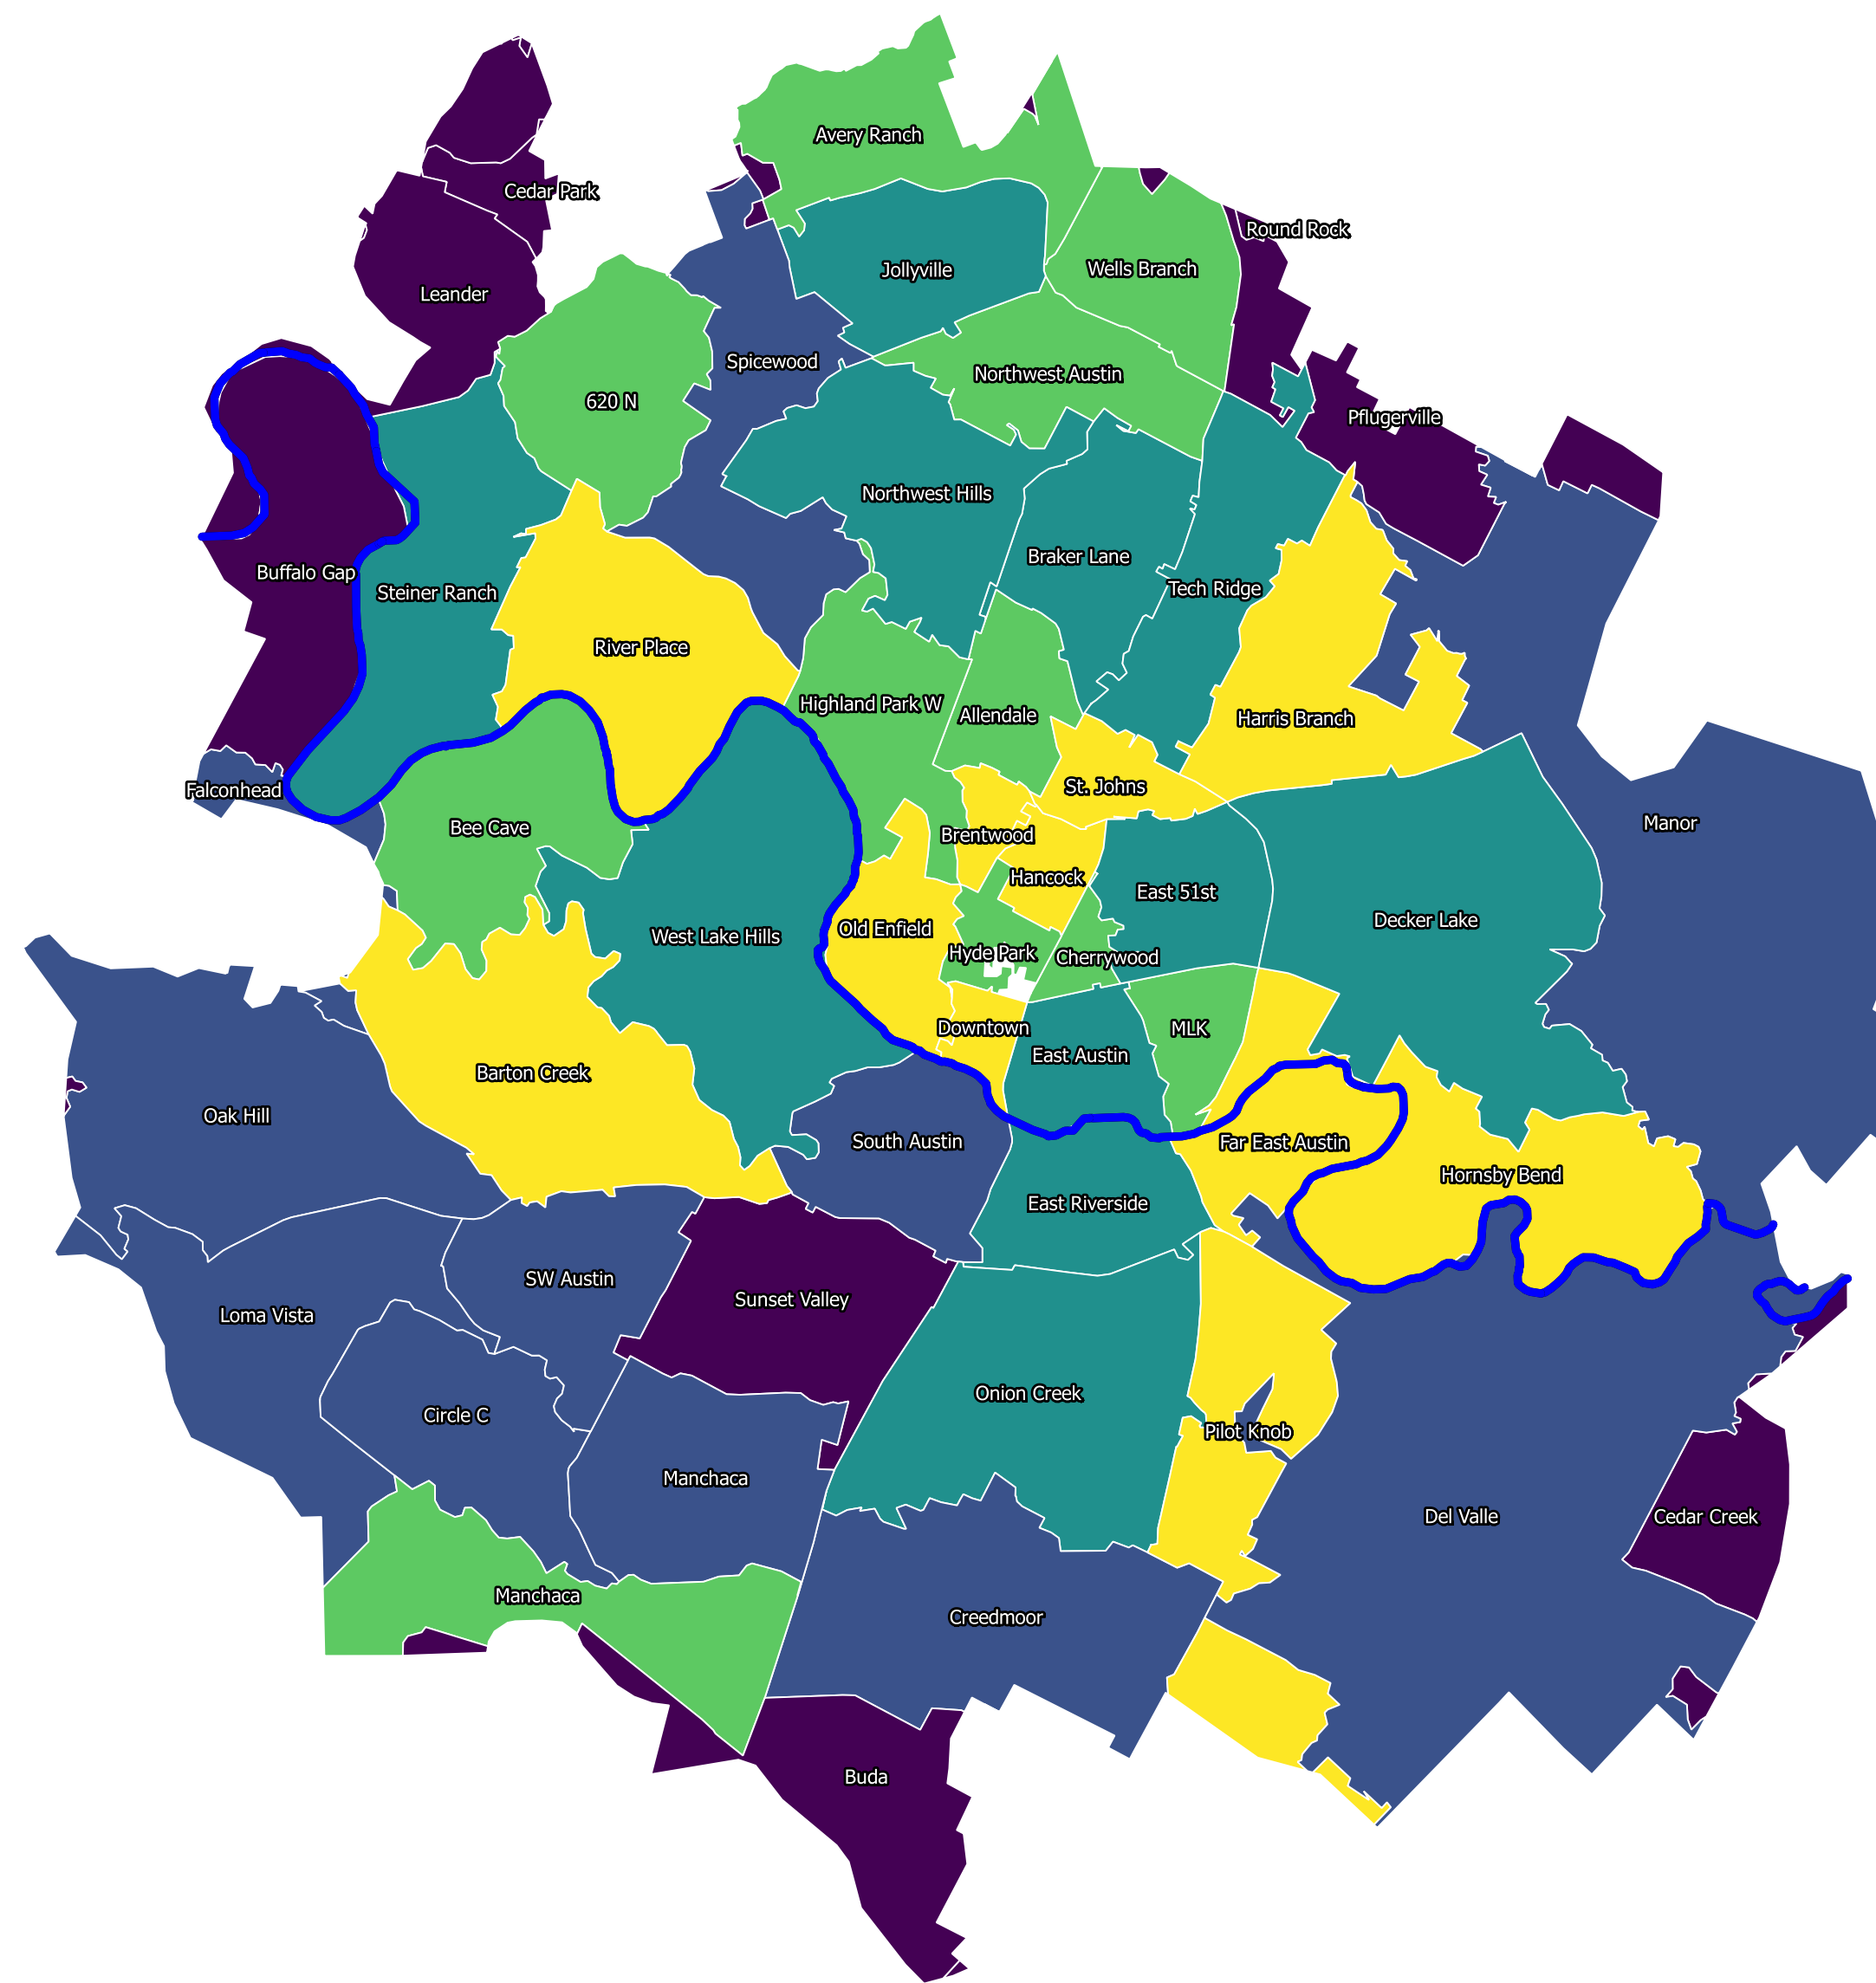 Avery Ranch
Cedar Park
Round Rock
Jollyville
Wells Branch
Leander
Spicewood
Northwest Austin
620 N
Pflugerville
Northwest Hills
Braker Lane
Buffalo Gap
Steiner Ranch
Tech Ridge
River Place
Highland Park W
Allendale
Harris Branch
Falconhead
St. Johns
Bee Cave
Brentwood
Manor
Hancock
East 51st
Decker Lake
Old Enfield
West Lake Hills
Hyde Park
Cherrywood
Downtown
MLK
East Austin
Barton Creek
Oak Hill
South Austin
Far East Austin
Hornsby Bend
East Riverside
SW Austin
Sunset Valley
Loma Vista
Onion Creek
Circle C
Pilot Knob
Manchaca
Del Valle
Cedar Creek
Manchaca
Creedmoor
Buda